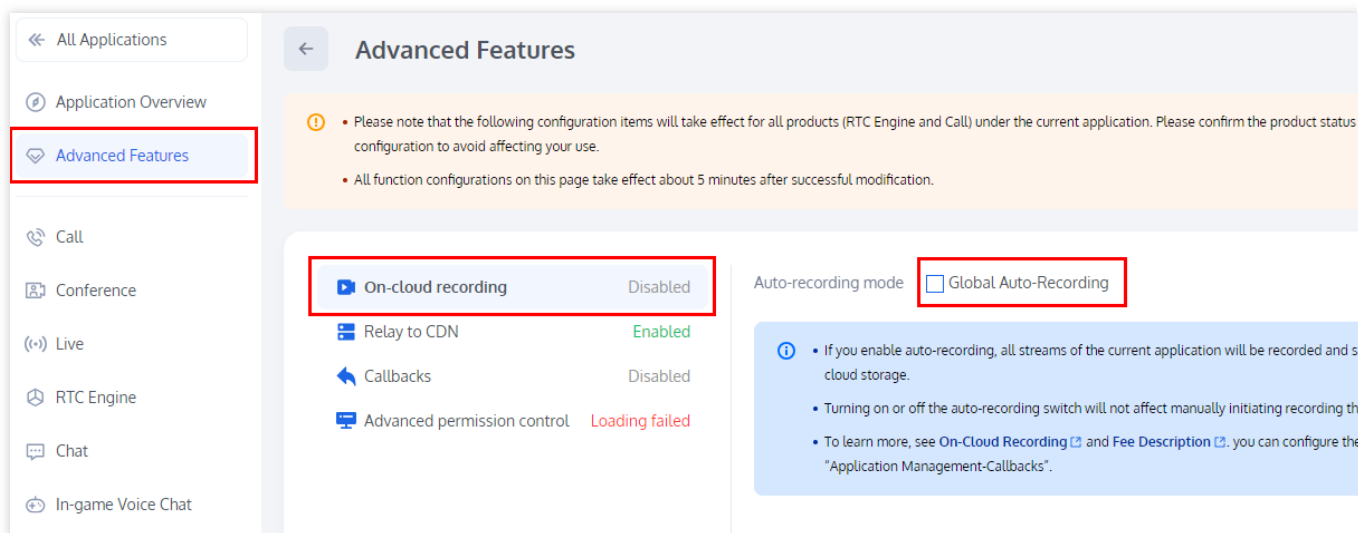 All Applications
Application Overview
Advanced Features
Call
Conference
Live
RTC Engine
Chat
In-game Voice Chat
Advanced Features
• Please note that the following configuration items will take effect for all products (RTC Engine and Call) under the current application. Please confirm the product status
configuration to avoid affecting your use.
• All function configurations on this page take effect about 5 minutes after successful modification.
On-cloud recording Disabled
Relay to CDN Enabled
Callbacks Disabled
Advanced permission control Loading failed
Auto-recording mode Global Auto-Recording
• If you enable auto-recording, all streams of the current application will be recorded and s
cloud storage.
• Turning on or off the auto-recording switch will not affect manually initiating recording th
• To learn more, see On-Cloud Recording and Fee Description. you can configure the
"Application Management-Callbacks".